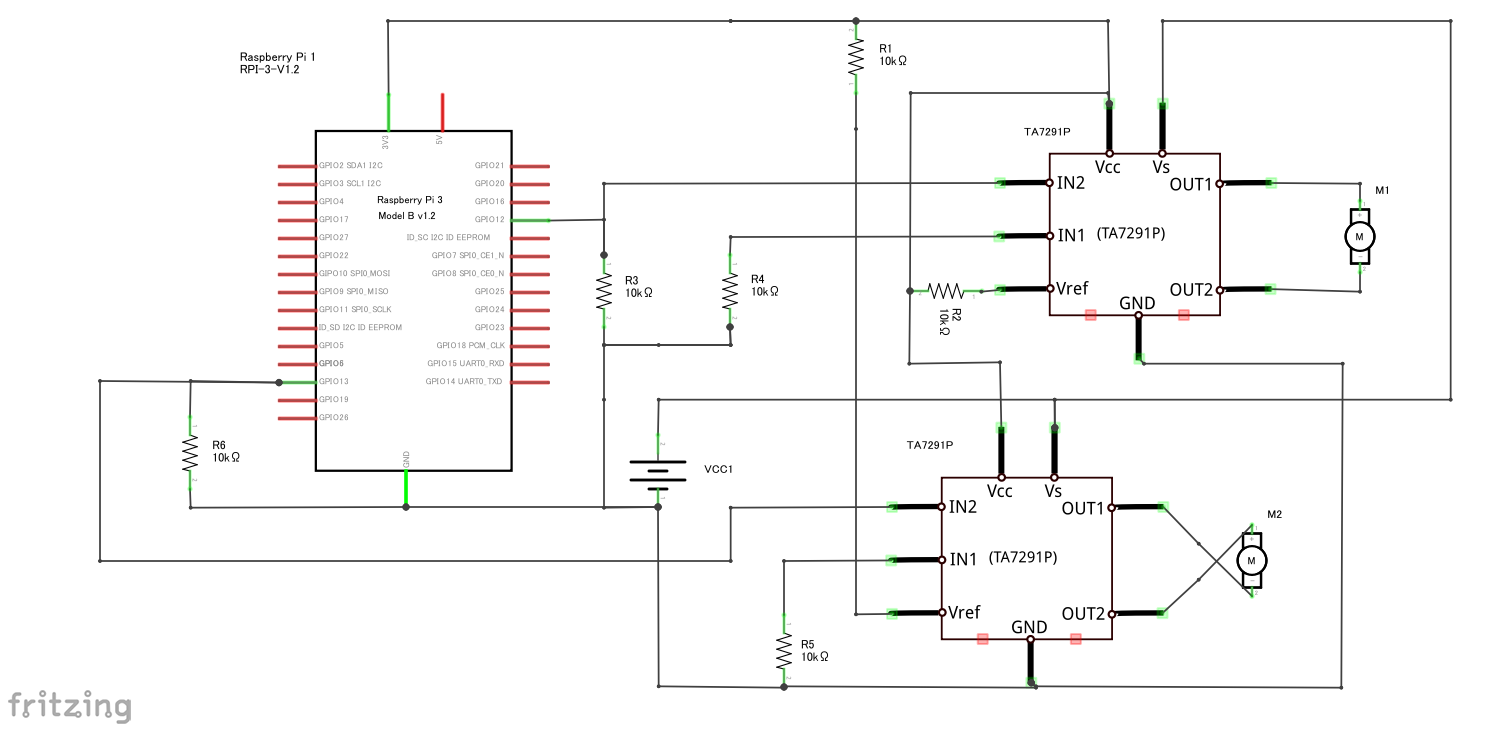 Raspberry Pi 1
RPI-3-V1.2
3V3
5V
GPIO2 SDA1 I2C
GPIO3 SCL1 I2C
GPIO4
GPIO17
GPIO27
GPIO22
GIPO10 SPI0_MOSI
GPIO9 SPI0_MISO
GPIO11 SPI0_SCLK
ID_SD I2C ID EEPROM
GPIO5
GPIO6
GPIO13
GPIO19
GPIO26
Raspberry Pi 3
Model B v1.2
GPIO21
GPIO20
GPIO16
GPIO12
ID_SC I2C ID EEPROM
GPIO7 SPI0_CE1_N
GPIO8 SPI0_CE0_N
GPIO25
GPIO24
GPIO23
GPIO18 PCM_CLK
GPIO15 UART0_RXD
GPIO14 UART0_TXD
GND
R1
10kΩ
R3
10kΩ
R4
10kΩ
R2
10kΩ
R6
10kΩ
VCC1
TA7291P
Vcc
Vs
IN2
OUT1
IN1
(TA7291P)
Vref
OUT2
GND
M1
M
TA7291P
Vcc
Vs
IN2
OUT1
IN1
(TA7291P)
Vref
OUT2
GND
M2
M
R5
10kΩ
fritzing